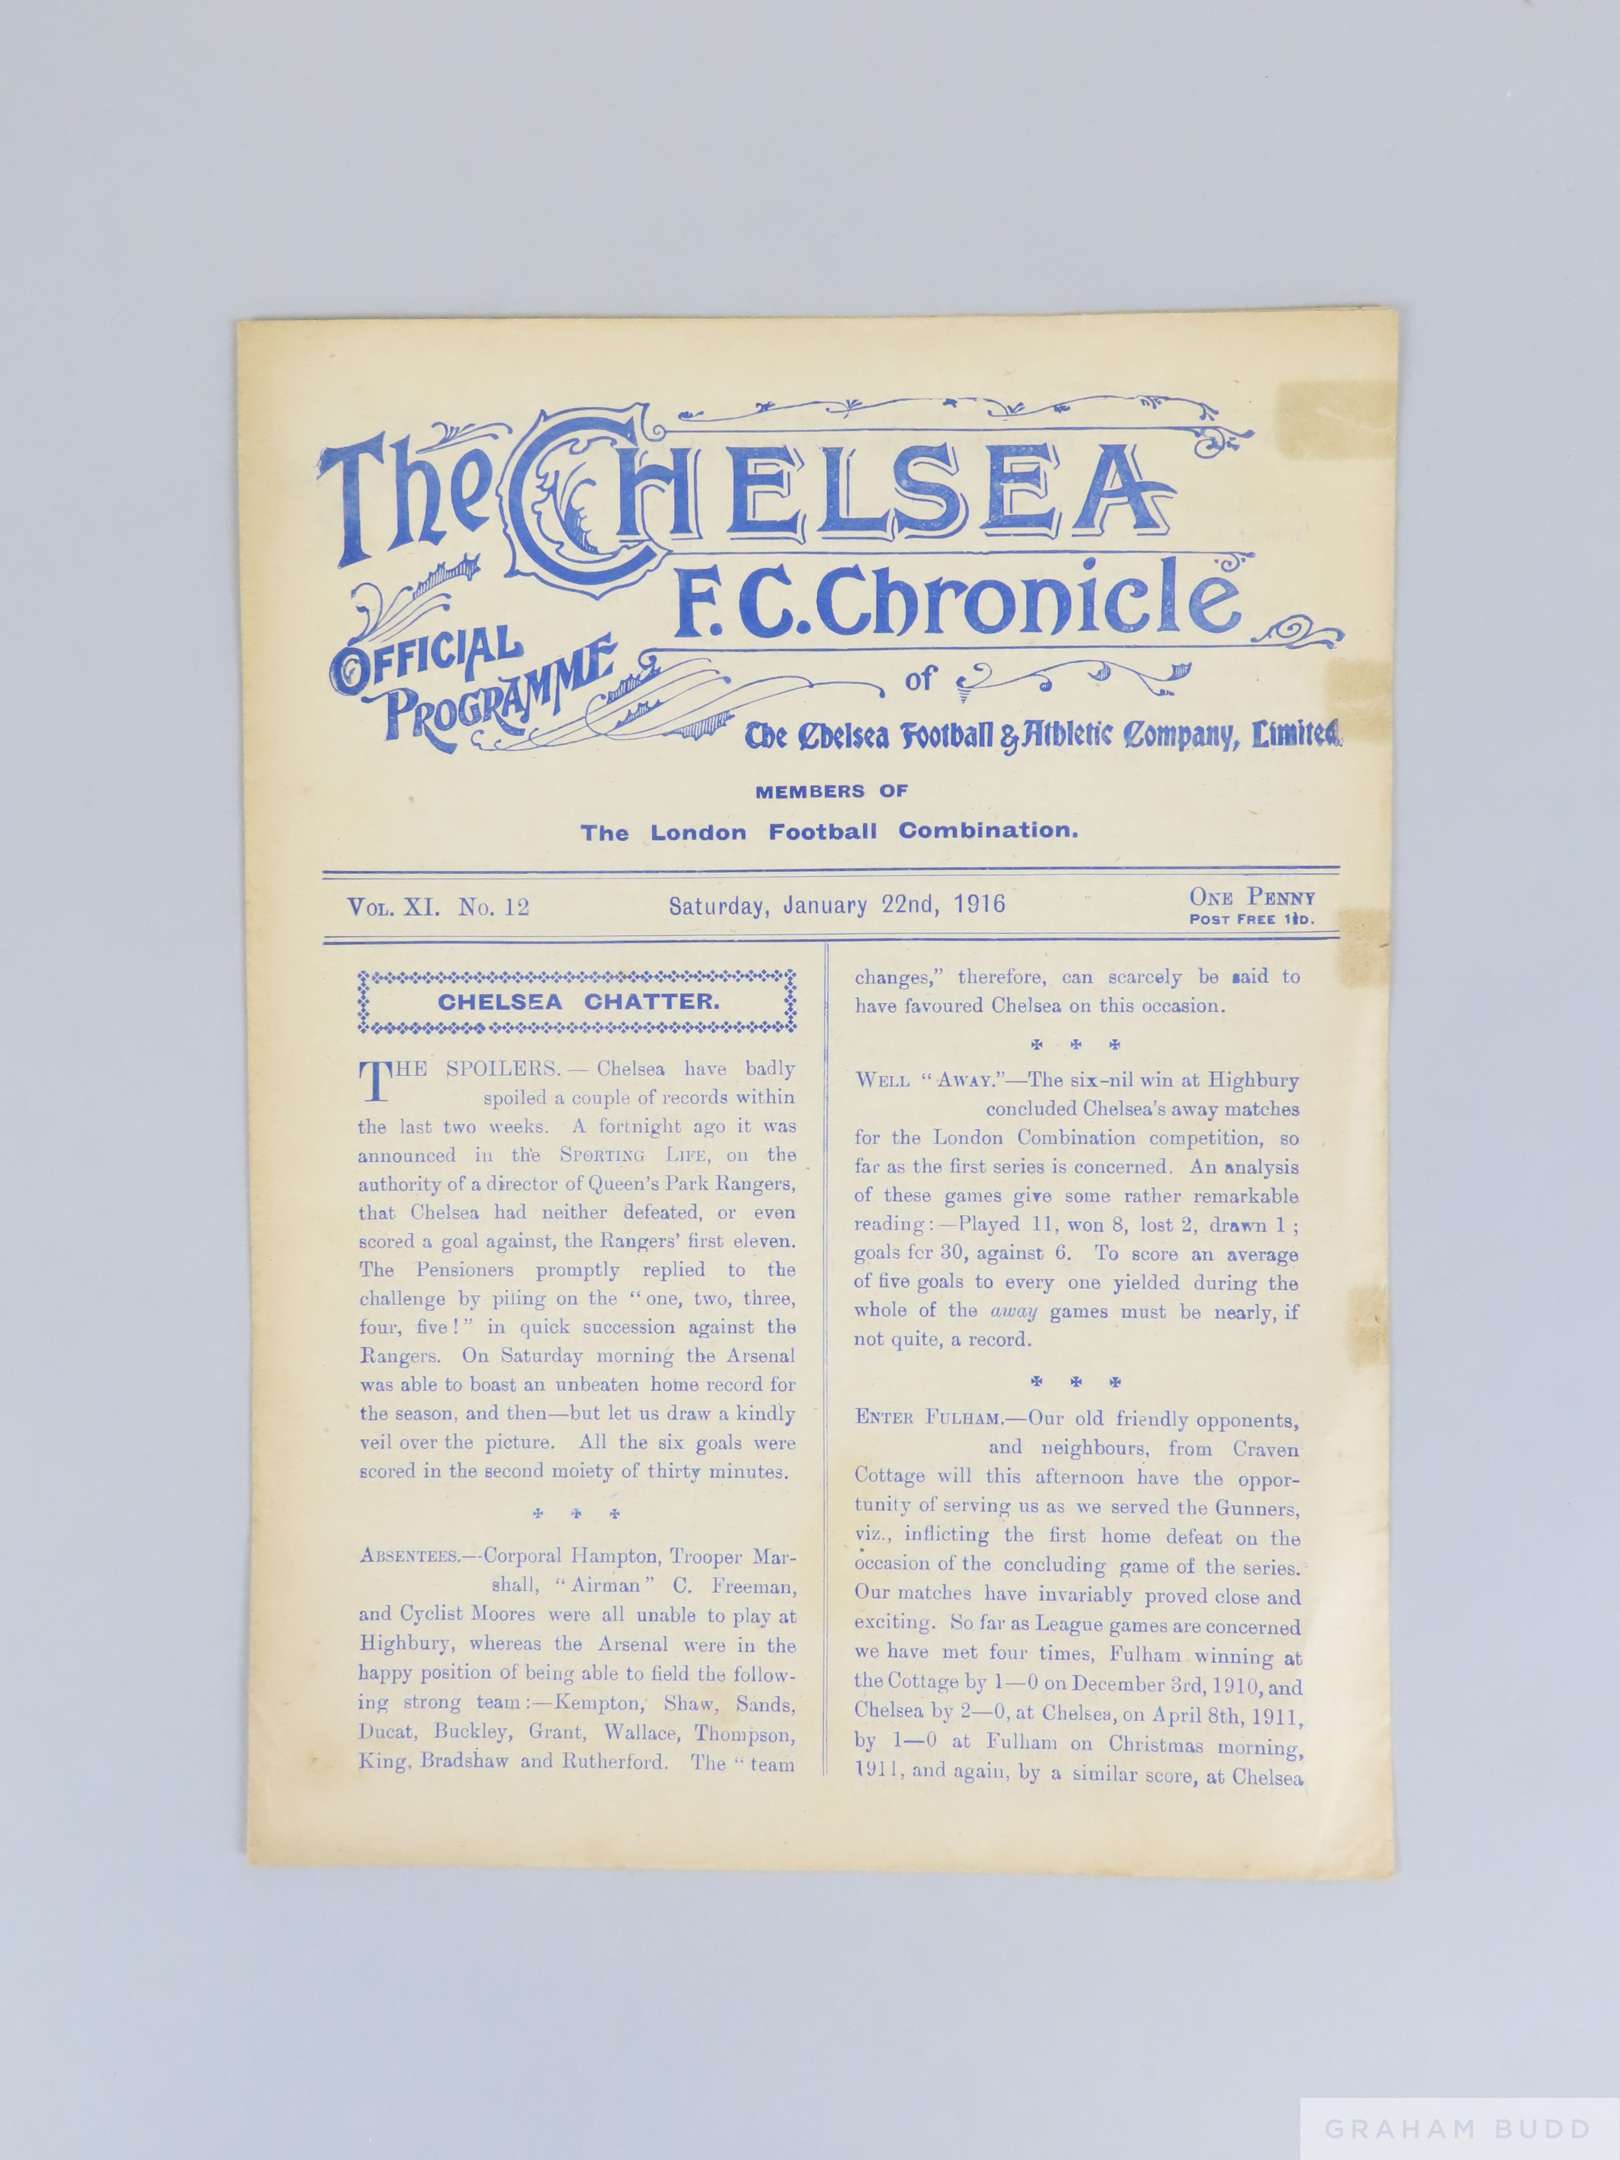 The CHELSEA
F.C. Chronicle
OFFICIAL
PROGRAMME
of
The Chelsea Football & Athletic Company, Limited.
MEMBERS OF
The London Football Combination.
VOL. XI. No. 12
Saturday, January 22nd, 1916
ONE PENNY
POST FREE 1½D.
CHELSEA CHATTER.
THE SPOILERS.— Chelsea have badly
spoiled a couple of records within
the last two weeks. A fortnight ago it was
announced in the SPORTING LIFE, on the
authority of a director of Queen's Park Rangers,
that Chelsea had neither defeated, or even
scored a goal against, the Rangers' first eleven.
The Pensioners promptly replied to the
challenge by piling on the "one, two, three,
four, five!" in quick succession against the
Rangers. On Saturday morning the Arsenal
was able to boast an unbeaten home record for
the season, and then—but let us draw a kindly
veil over the picture. All the six goals were
scored in the second moiety of thirty minutes.
ABSENTEES.—Corporal Hampton, Trooper Mar-
shall, "Airman" C. Freeman,
and Cyclist Moores were all unable to play at
Highbury, whereas the Arsenal were in the
happy position of being able to field the follow-
ing strong team:—Kempton, Shaw, Sands,
Ducat, Buckley, Grant, Wallace, Thompson,
King, Bradshaw and Rutherford. The "team
changes," therefore, can scarcely be said to
have favoured Chelsea on this occasion.
WELL "AWAY."—The six-nil win at Highbury
concluded Chelsea's away matches
for the London Combination competition, so
far as the first series is concerned. An analysis
of these games give some rather remarkable
reading:—Played 11, won 8, lost 2, drawn 1;
goals for 30, against 6. To score an average
of five goals to every one yielded during the
whole of the away games must be nearly, if
not quite, a record.
ENTER FULHAM.—Our old friendly opponents,
and neighbours, from Craven
Cottage will this afternoon have the oppor-
tunity of serving us as we served the Gunners,
viz., inflicting the first home defeat on the
occasion of the concluding game of the series.
Our matches have invariably proved close and
exciting. So far as League games are concerned
we have met four times, Fulham winning at
the Cottage by 1—0 on December 3rd, 1910, and
Chelsea by 2—0, at Chelsea, on April 8th, 1911,
by 1—0 at Fulham on Christmas morning,
1911, and again, by a similar score, at Chelsea
GRAHAM BUDD